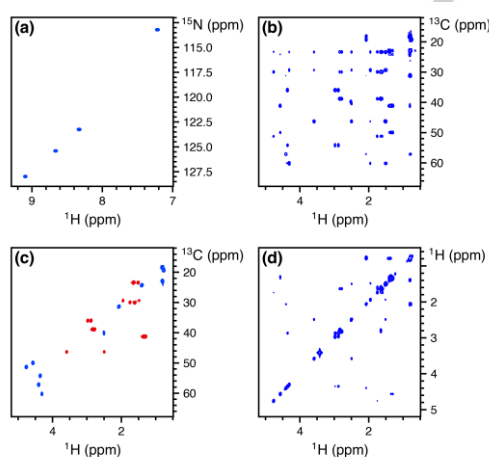 (a) ¹⁵N (ppm) (b) ¹³C (ppm)
115.0 20
117.5 30
120.0 40
122.5 50
125.0 60
127.5
9 8 7 4 2
¹H (ppm) ¹H (ppm)
(c) ¹³C (ppm) (d) ¹H (ppm)
20 1
30 2
40 3
50 4
60 5
4 2 4 2
¹H (ppm) ¹H (ppm)